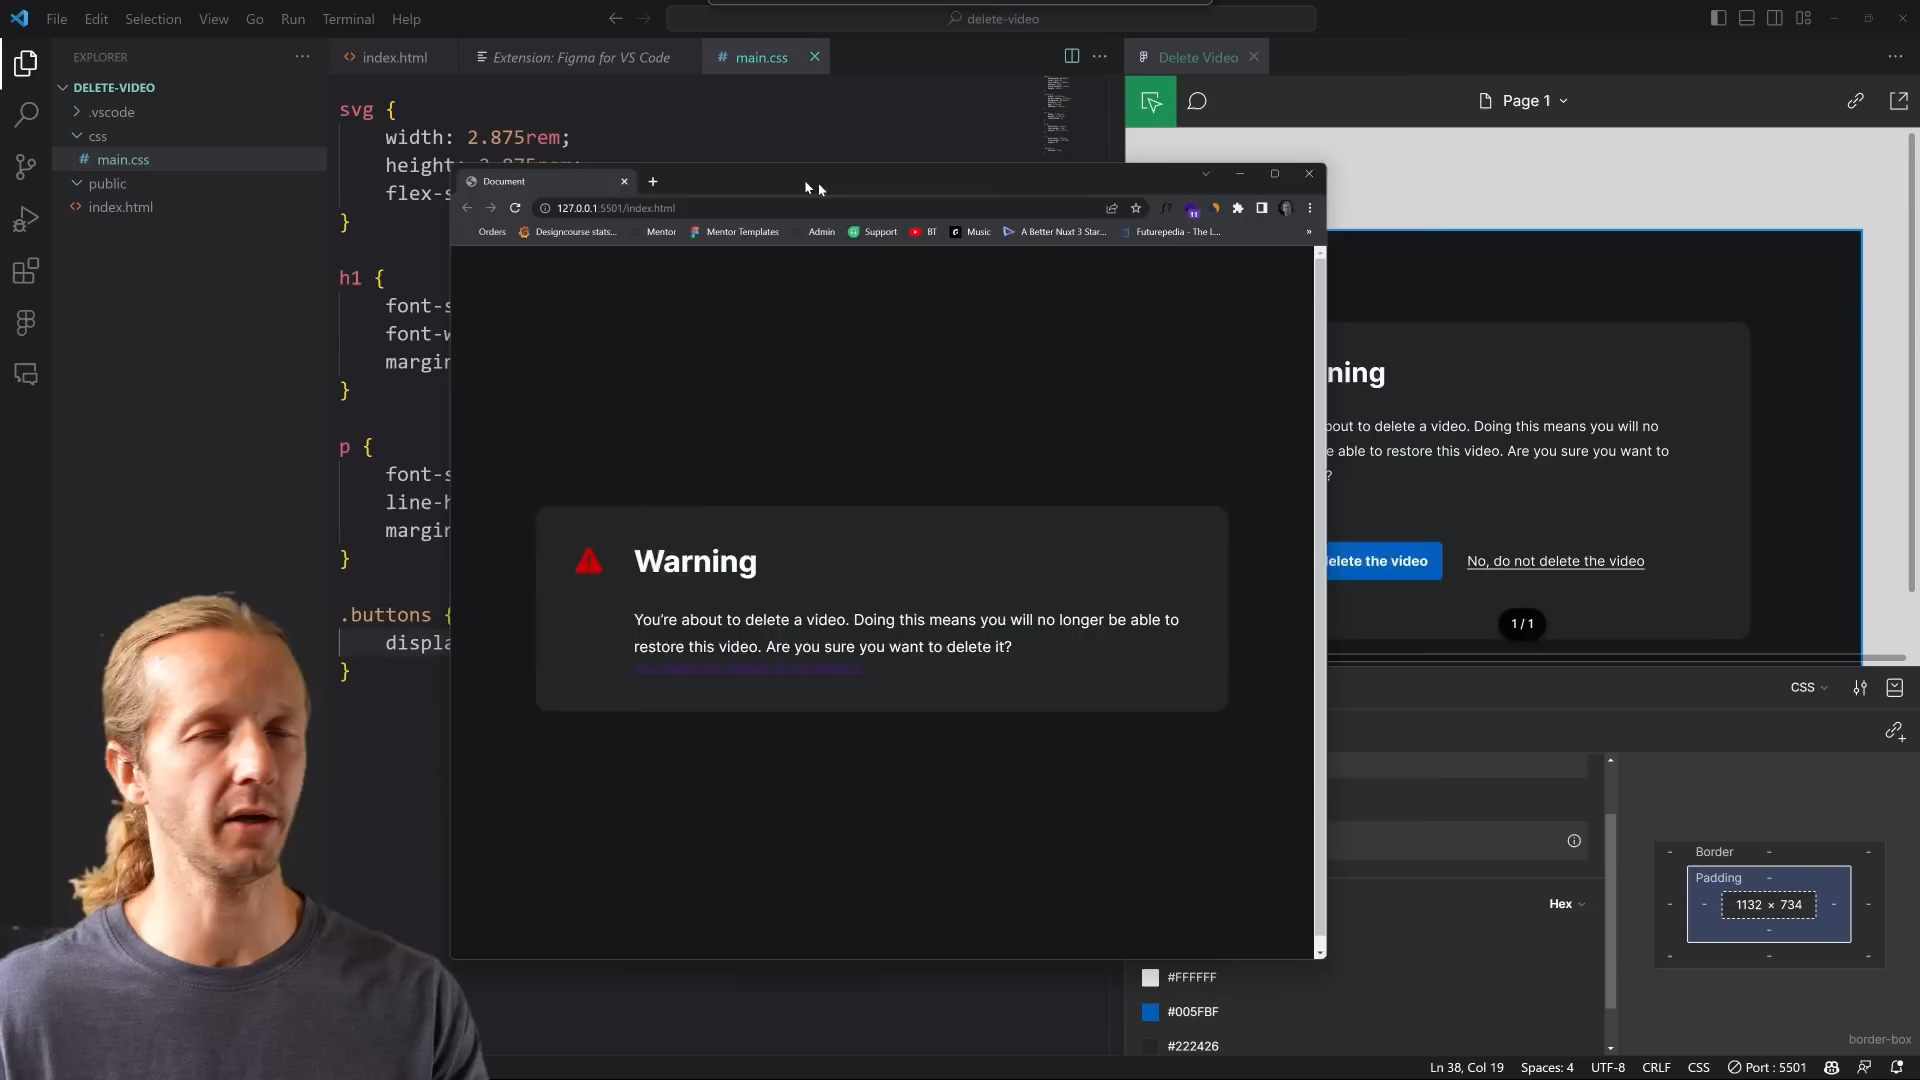 File Edit Selection View Go Run Terminal Help
delete-video
EXPLORER
DELETE-VIDEO
.vscode
css
# main.css
public
index.html
index.html
Extension: Figma for VS Code
# main.css
Delete Video
Page 1
svg {
width: 2.875rem;
height: 2.875rem;
flex-s
}
h1 {
font-s
font-w
margin
}
p {
font-s
line-h
margin
}
.buttons {
displa
}
Document
127.0.0.1:5501/index.html
11
Orders
Designcourse stats...
Mentor
Mentor Templates
Admin
Support
BT
Music
A Better Nuxt 3 Star...
Futurepedia - The L...
»
Warning
You're about to delete a video. Doing this means you will no longer be able to
restore this video. Are you sure you want to delete it?
ning
bout to delete a video. Doing this means you will no
e able to restore this video. Are you sure you want to
?
elete the video
No, do not delete the video
1 / 1
CSS
Hex
#FFFFFF
#005FBF
#222426
Border
Padding
1132 × 734
border-box
Ln 38, Col 19
Spaces: 4
UTF-8
CRLF
CSS
Port : 5501